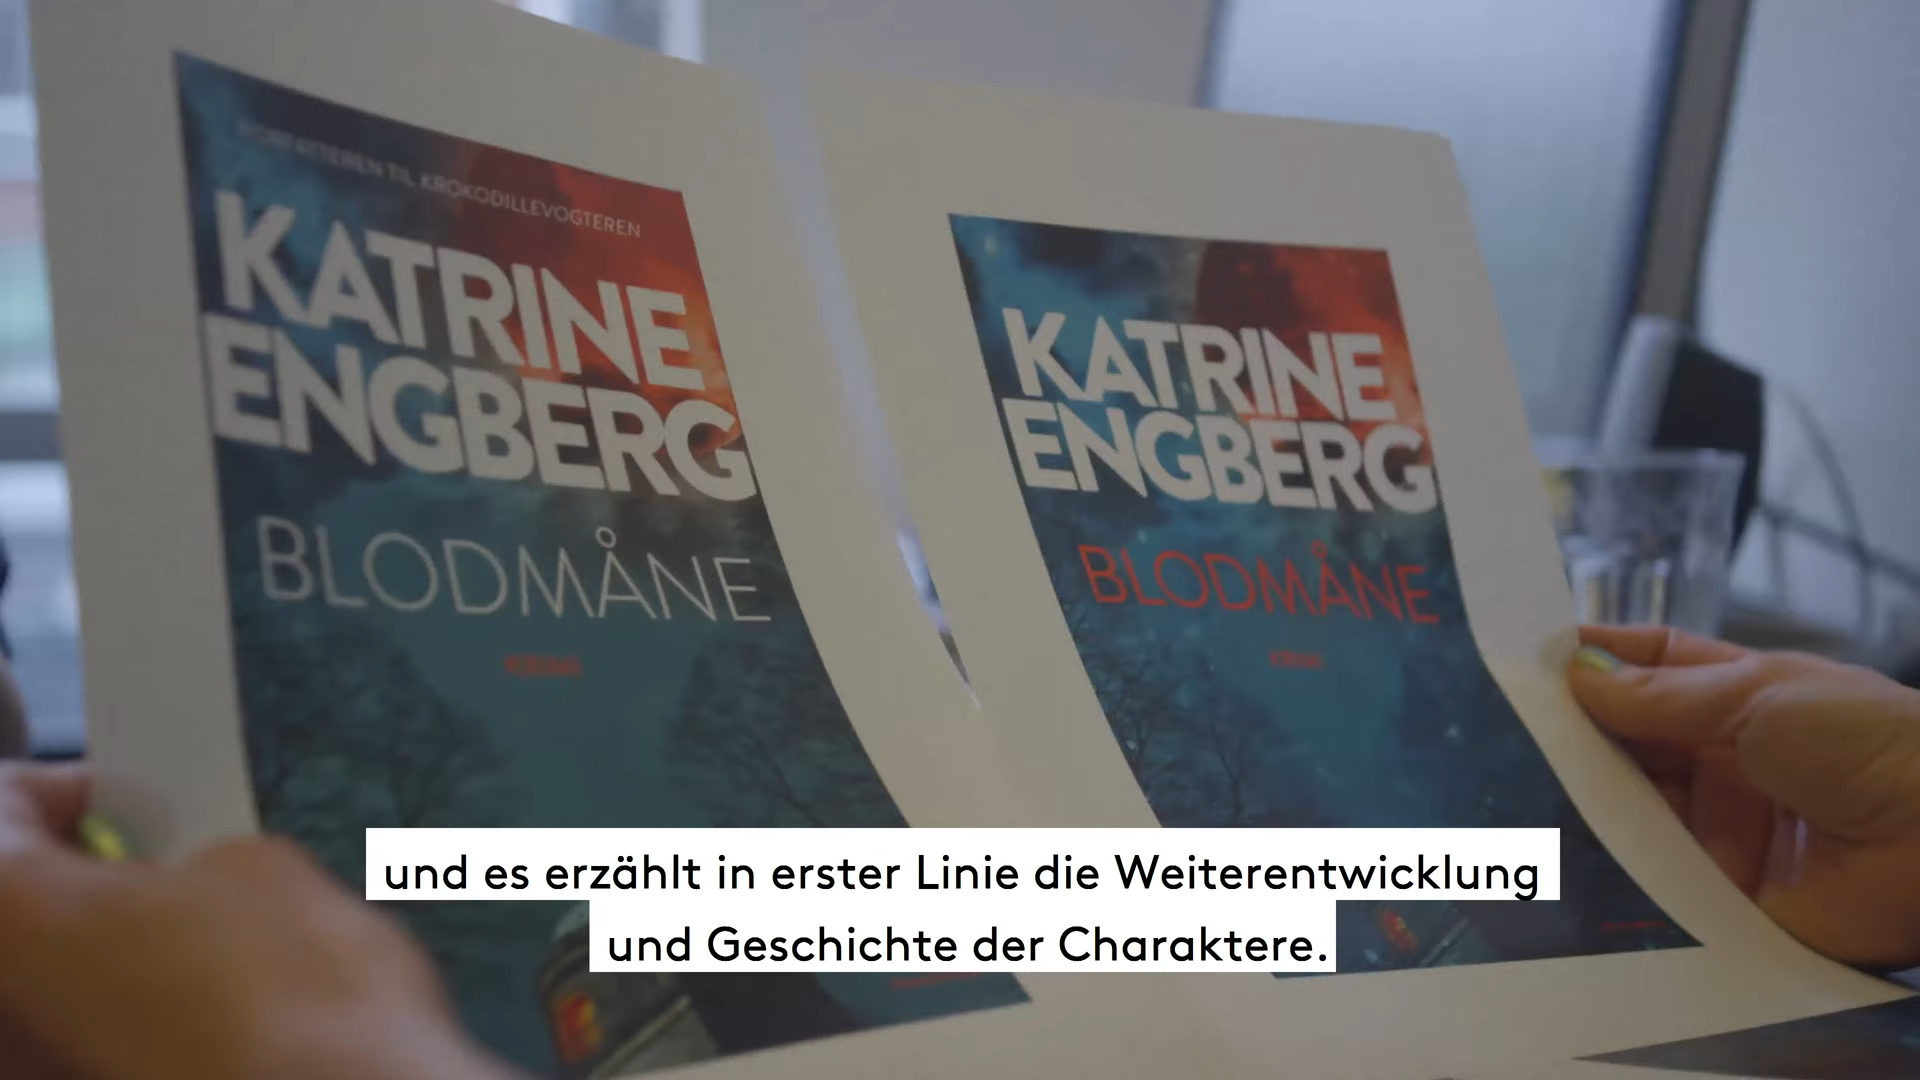 FORFATTEREN TIL KROKODILLEVOGTEREN
KATRINE
ENGBERG
BLODMÅNE
KRIMI
KATRINE
ENGBERG
BLODMÅNE
KRIMI
und es erzählt in erster Linie die Weiterentwicklung
und Geschichte der Charaktere.